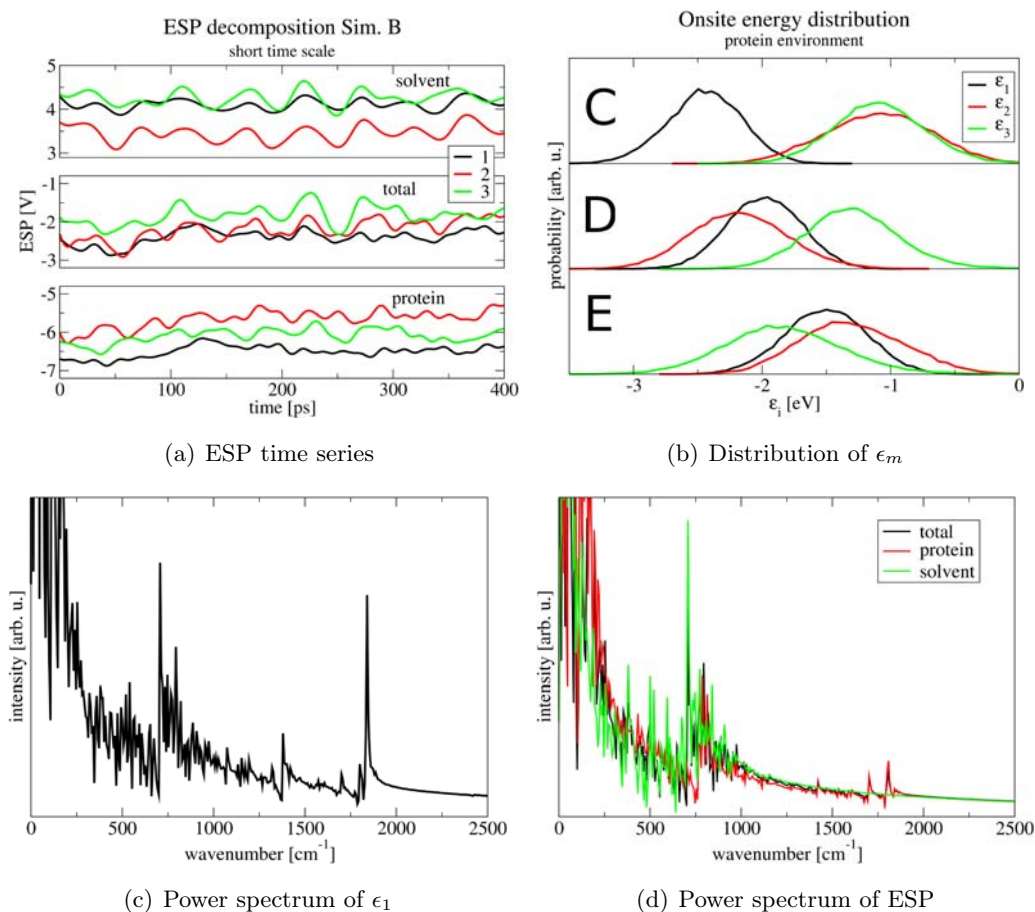 ESP decomposition Sim. B
short time scale
5
4
3
solvent
1
2
3
-1
-2
-3
total
ESP [V]
-5
-6
-7
protein
0 100 200 300 400
time [ps]
(a) ESP time series
Onsite energy distribution
protein environment
C
D
E
ε1
ε2
ε3
probability [arb. u.]
-3 -2 -1 0
εi [eV]
(b) Distribution of ϵm
intensity [arb. u.]
0 500 1000 1500 2000 2500
wavenumber [cm-1]
(c) Power spectrum of ϵ1
total
protein
solvent
intensity [arb. u.]
0 500 1000 1500 2000 2500
wavenumber [cm-1]
(d) Power spectrum of ESP